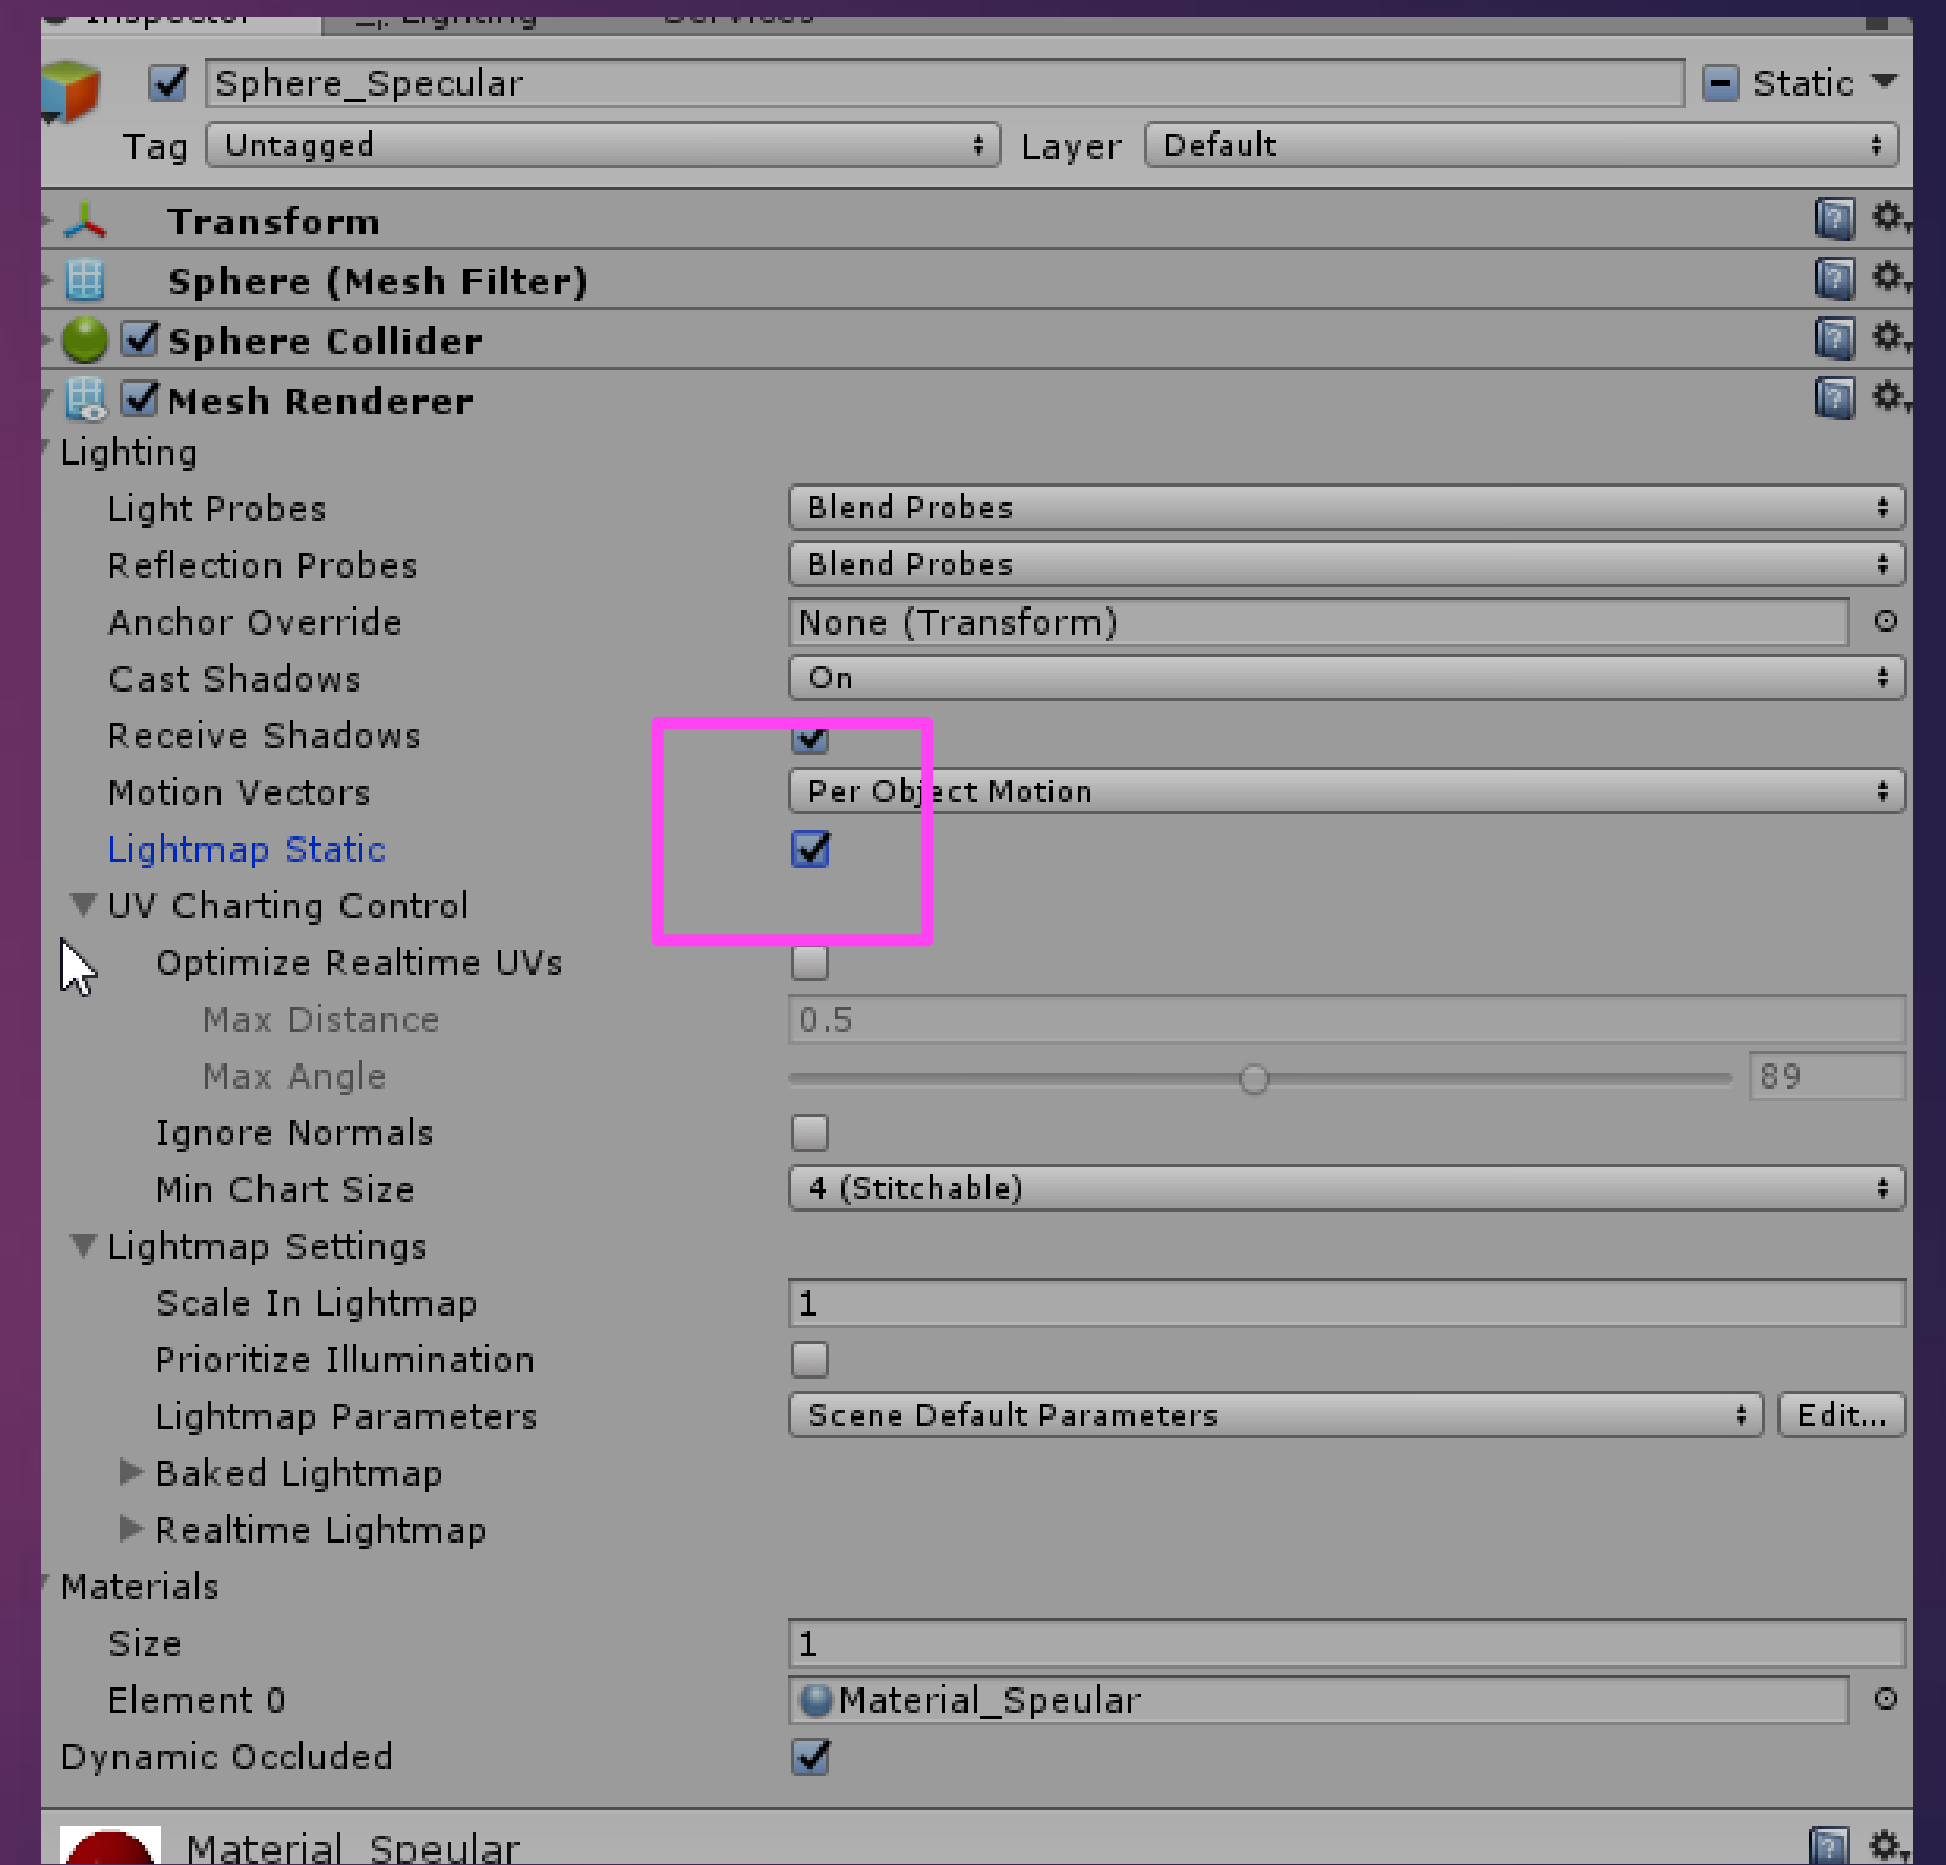 Inspector Lighting Services
Sphere_Specular Static
Tag Untagged Layer Default
Transform
Sphere (Mesh Filter)
Sphere Collider
Mesh Renderer
Lighting
Light Probes Blend Probes
Reflection Probes Blend Probes
Anchor Override None (Transform)
Cast Shadows On
Receive Shadows
Motion Vectors Per Object Motion
Lightmap Static
UV Charting Control
Optimize Realtime UVs
Max Distance 0.5
Max Angle 89
Ignore Normals
Min Chart Size 4 (Stitchable)
Lightmap Settings
Scale In Lightmap 1
Prioritize Illumination
Lightmap Parameters Scene Default Parameters Edit...
Baked Lightmap
Realtime Lightmap
Materials
Size 1
Element 0 Material_Speular
Dynamic Occluded
Material_Speular